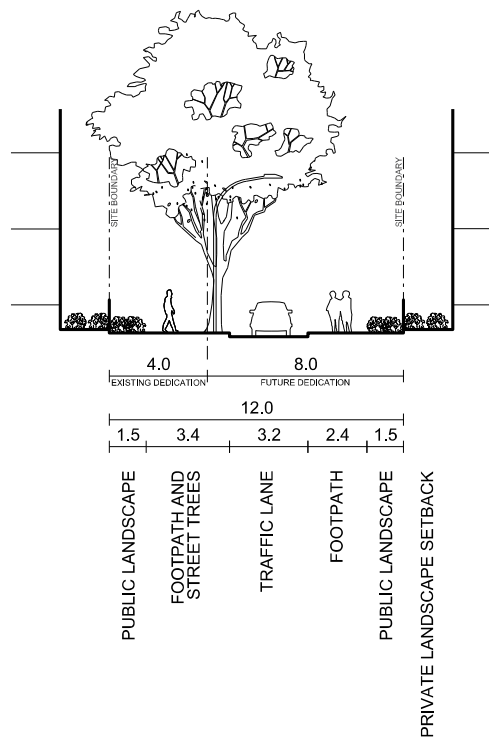 SITE BOUNDARY
SITE BOUNDARY
4.0
8.0
EXISTING DEDICATION
FUTURE DEDICATION
12.0
1.5
3.4
3.2
2.4
1.5
PUBLIC LANDSCAPE
FOOTPATH AND
STREET TREES
TRAFFIC LANE
FOOTPATH
PUBLIC LANDSCAPE
PRIVATE LANDSCAPE SETBACK